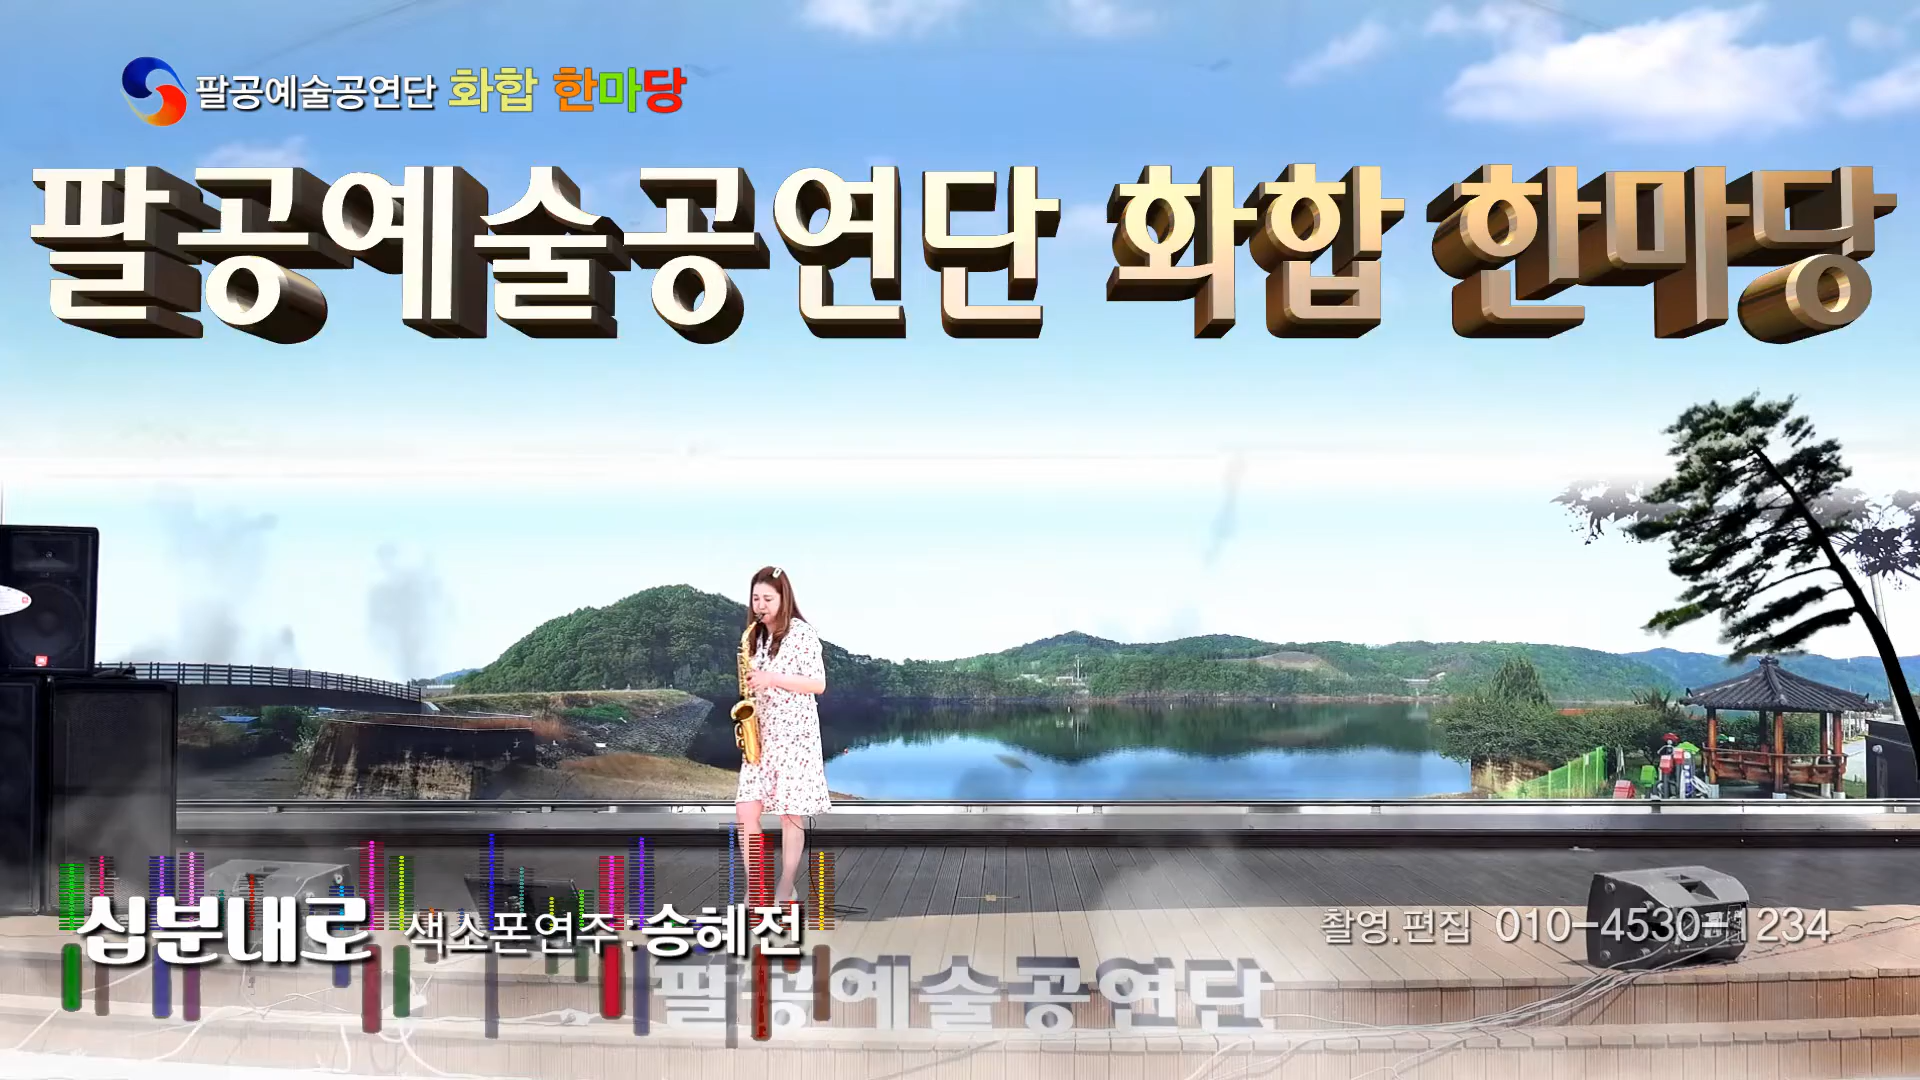 팔공예술공연단 화합 한마당
팔공예술공연단 화합 한마당
십분내로 색소폰연주:송혜전
촬영.편집 010-4530-1234
팔공예술공연단